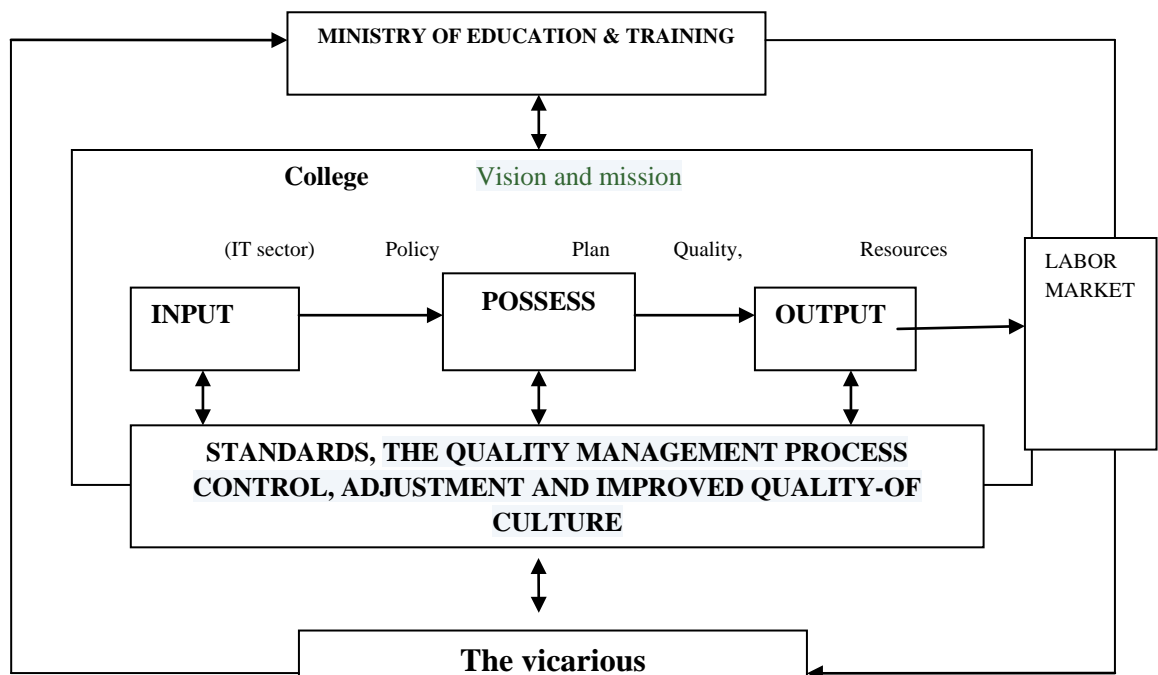 MINISTRY OF EDUCATION & TRAINING
College Vision and mission
(IT sector) Policy Plan Quality, Resources
INPUT
POSSESS
OUTPUT
LABOR
MARKET
STANDARDS, THE QUALITY MANAGEMENT PROCESS
CONTROL, ADJUSTMENT AND IMPROVED QUALITY-OF
CULTURE
The vicarious